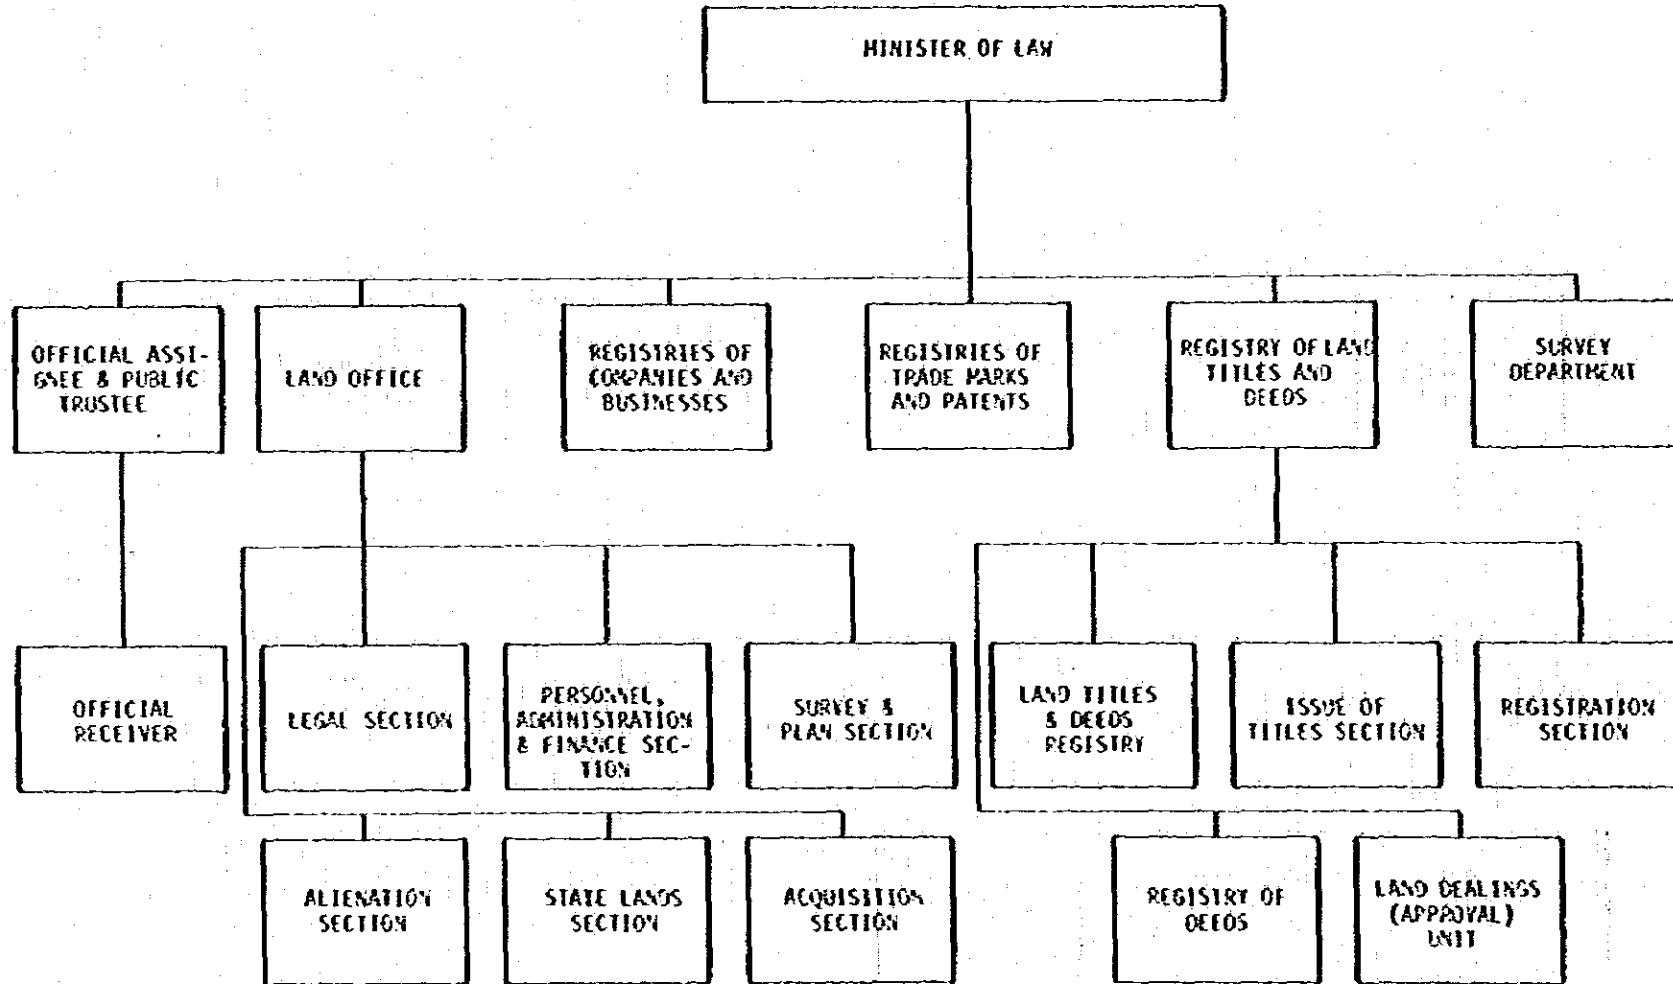 MINISTER OF LAW
OFFICIAL ASSI-
GNEE & PUBLIC
TRUSTEE
LAND OFFICE
REGISTRIES OF
COMPANIES AND
BUSINESSES
REGISTRIES OF
TRADE MARKS
AND PATENTS
REGISTRY OF LAND
TITLES AND
DEEDS
SURVEY
DEPARTMENT
OFFICIAL
RECEIVER
LEGAL SECTION
PERSONNEL,
ADMINISTRATION
& FINANCE SEC-
TION
SURVEY &
PLAN SECTION
LAND TITLES
& DEEDS
REGISTRY
ISSUE OF
TITLES SECTION
REGISTRATION
SECTION
ALIENATION
SECTION
STATE LANDS
SECTION
ACQUISITION
SECTION
REGISTRY OF
DEEDS
LAND DEALINGS
(APPROVAL)
UNIT